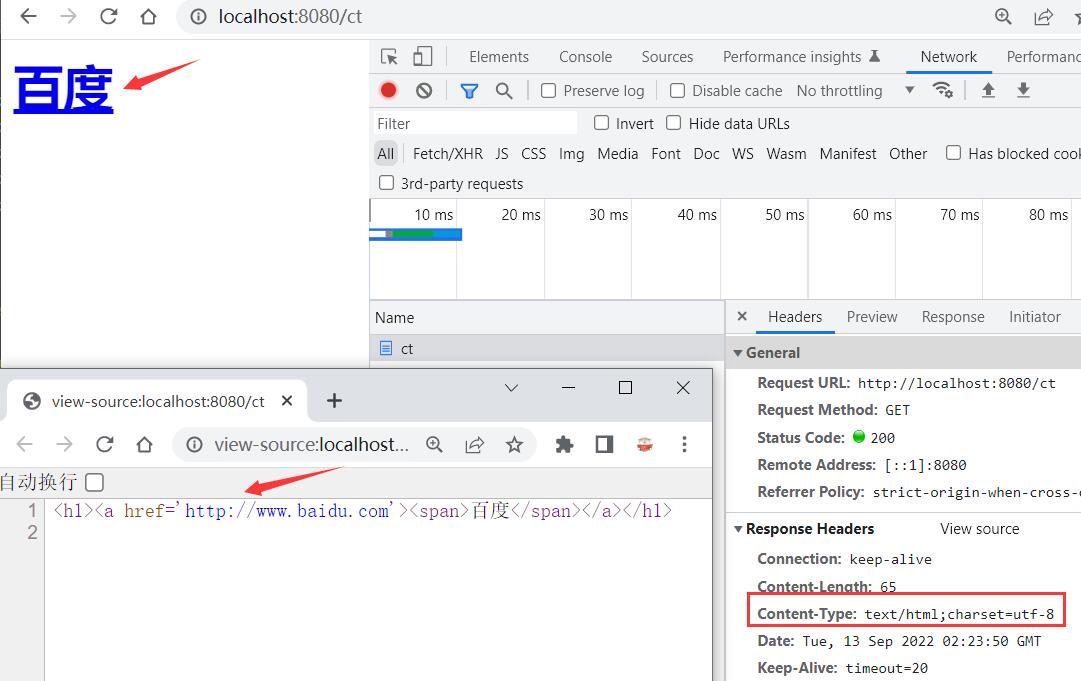 localhost:8080/ct
百度
Elements Console Sources Performance insights Network Performanc
Preserve log Disable cache No throttling
Filter Invert Hide data URLs
All Fetch/XHR JS CSS Img Media Font Doc WS Wasm Manifest Other Has blocked cook
3rd-party requests
10 ms 20 ms 30 ms 40 ms 50 ms 60 ms 70 ms 80 ms
Name
ct
Headers Preview Response Initiator
General
Request URL: http://localhost:8080/ct
Request Method: GET
Status Code: 200
Remote Address: [::1]:8080
Referrer Policy: strict-origin-when-cross-c
Response Headers View source
Connection: keep-alive
Content-Length: 65
Content-Type: text/html;charset=utf-8
Date: Tue, 13 Sep 2022 02:23:50 GMT
Keep-Alive: timeout=20
view-source:localhost:8080/ct
view-source:localhost...
自动换行
1 <h1><a href='http://www.baidu.com'><span>百度</span></a></h1>
2